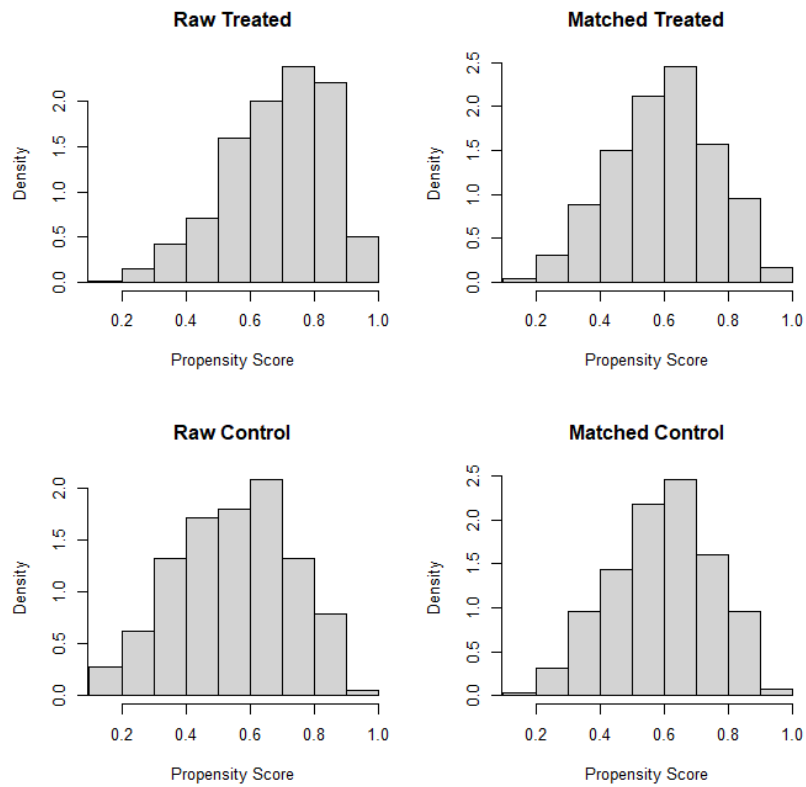 Raw Treated
Density
0.0 0.5 1.0 1.5 2.0
0.2 0.4 0.6 0.8 1.0
Propensity Score
Matched Treated
Density
0.0 0.5 1.0 1.5 2.0 2.5
0.2 0.4 0.6 0.8 1.0
Propensity Score
Raw Control
Density
0.0 0.5 1.0 1.5 2.0
0.2 0.4 0.6 0.8 1.0
Propensity Score
Matched Control
Density
0.0 0.5 1.0 1.5 2.0 2.5
0.2 0.4 0.6 0.8 1.0
Propensity Score